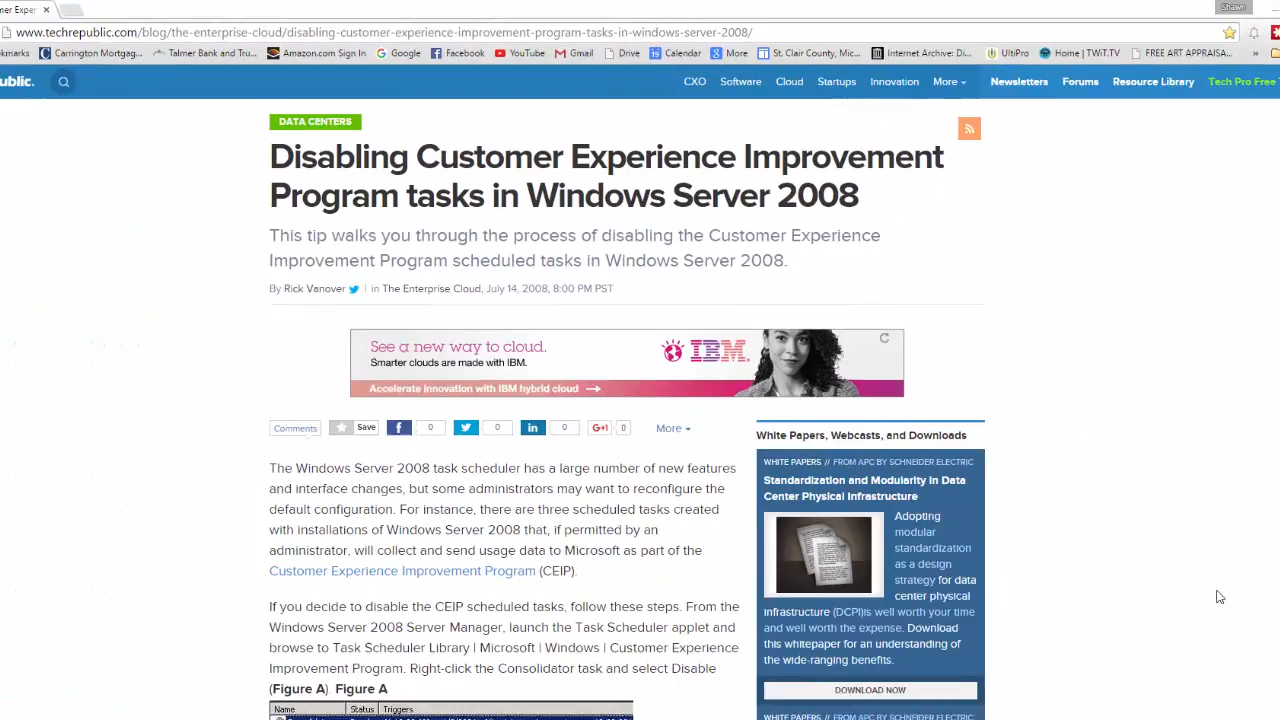 mer Exper
Shawn
www.techrepublic.com/blog/the-enterprise-cloud/disabling-customer-experience-improvement-program-tasks-in-windows-server-2008/
okmarks Carrington Mortgag... Talmer Bank and Tru... Amazon.com Sign In Google Facebook YouTube Gmail Drive Calendar More St. Clair County, Mic... Internet Archive: Di... UltiPro Home | TWiT.TV FREE ART APPRAISA... »
public. CXO Software Cloud Startups Innovation More Newsletters Forums Resource Library Tech Pro Free T
DATA CENTERS
Disabling Customer Experience Improvement
Program tasks in Windows Server 2008
This tip walks you through the process of disabling the Customer Experience
Improvement Program scheduled tasks in Windows Server 2008.
By Rick Vanover | in The Enterprise Cloud, July 14, 2008, 8:00 PM PST
See a new way to cloud.
Smarter clouds are made with IBM.
IBM.
Accelerate innovation with IBM hybrid cloud
Comments Save f 0 0 in 0 G+1 0 More
The Windows Server 2008 task scheduler has a large number of new features
and interface changes, but some administrators may want to reconfigure the
default configuration. For instance, there are three scheduled tasks created
with installations of Windows Server 2008 that, if permitted by an
administrator, will collect and send usage data to Microsoft as part of the
Customer Experience Improvement Program (CEIP).
If you decide to disable the CEIP scheduled tasks, follow these steps. From the
Windows Server 2008 Server Manager, launch the Task Scheduler applet and
browse to Task Scheduler Library | Microsoft | Windows | Customer Experience
Improvement Program. Right-click the Consolidator task and select Disable
(Figure A). Figure A
Name Status Triggers
White Papers, Webcasts, and Downloads
WHITE PAPERS // FROM APC BY SCHNEIDER ELECTRIC
Standardization and Modularity in Data
Center Physical Infrastructure
Adopting
modular
standardization
as a design
strategy for data
center physical
infrastructure (DCPI)is well worth your time
and well worth the expense. Download
this whitepaper for an understanding of
the wide-ranging benefits.
DOWNLOAD NOW
WHITE PAPERS // FROM APC BY SCHNEIDER ELECTRIC